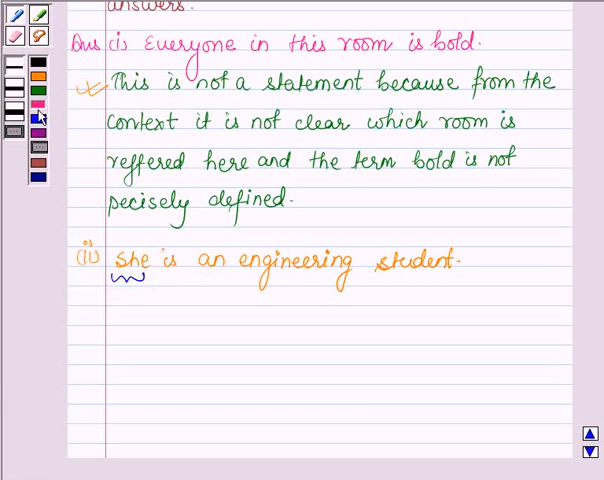 answers.
Ans (i) Everyone in this room is bold.
This is not a statement because from the
context it is not clear which room is
reffered here and the term bold is not
pecisely defined.
(ii) She is an engineering student.